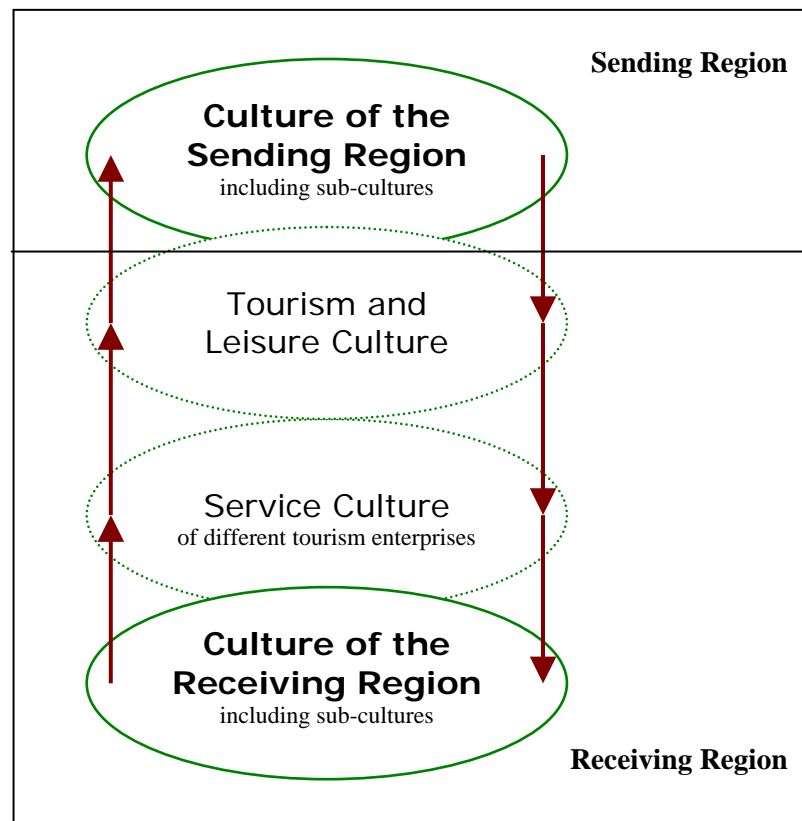 Sending Region
Culture of the
Sending Region
including sub-cultures
Tourism and
Leisure Culture
Service Culture
of different tourism enterprises
Culture of the
Receiving Region
including sub-cultures
Receiving Region